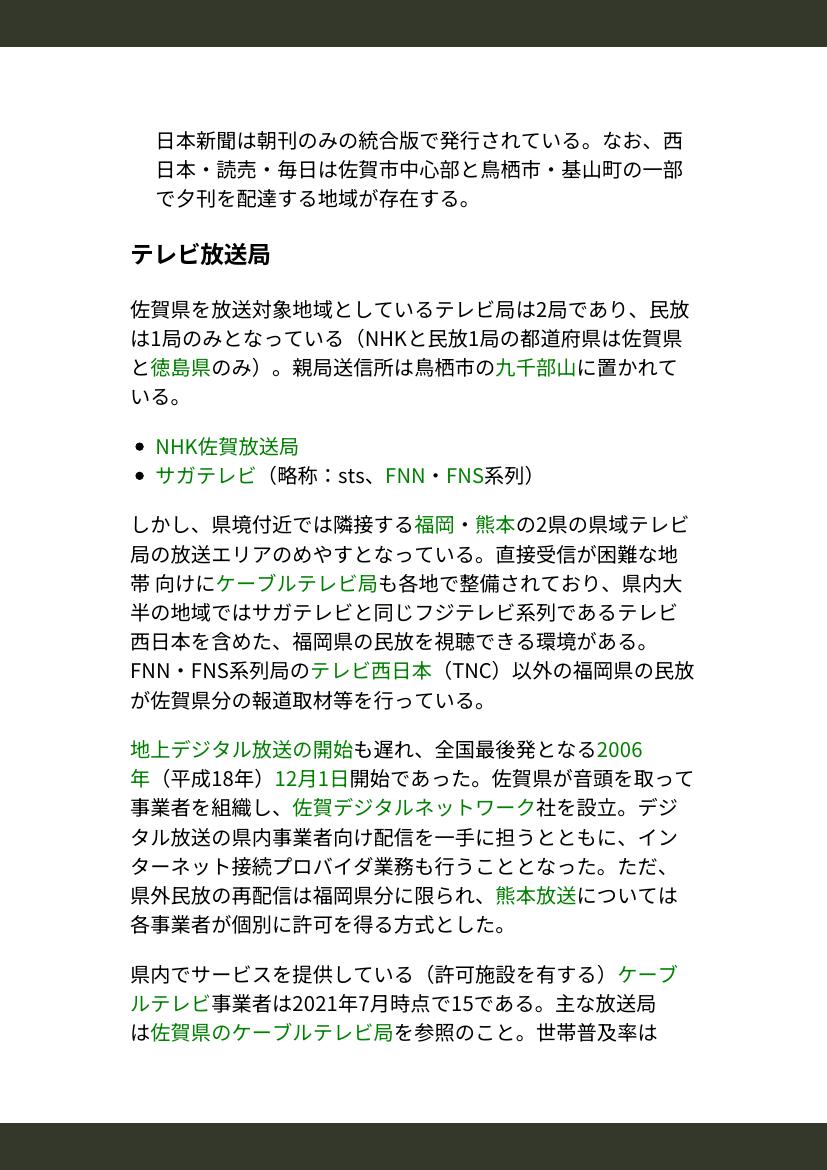 日本新聞は朝刊のみの統合版で発行されている。なお、西
日本・読売・毎日は佐賀市中心部と鳥栖市・基山町の一部
で夕刊を配達する地域が存在する。
テレビ放送局
佐賀県を放送対象地域としているテレビ局は2局であり、民放
は1局のみとなっている（NHKと民放1局の都道府県は佐賀県
と徳島県のみ）。親局送信所は鳥栖市の九千部山に置かれて
いる。
• NHK佐賀放送局
• サガテレビ（略称：sts、FNN・FNS系列）
しかし、県境付近では隣接する福岡・熊本の2県の県域テレビ
局の放送エリアのめやすとなっている。直接受信が困難な地
帯 向けにケーブルテレビ局も各地で整備されており、県内大
半の地域ではサガテレビと同じフジテレビ系列であるテレビ
西日本を含めた、福岡県の民放を視聴できる環境がある。
FNN・FNS系列局のテレビ西日本（TNC）以外の福岡県の民放
が佐賀県分の報道取材等を行っている。
地上デジタル放送の開始も遅れ、全国最後発となる2006
年（平成18年）12月1日開始であった。佐賀県が音頭を取って
事業者を組織し、佐賀デジタルネットワーク社を設立。デジ
タル放送の県内事業者向け配信を一手に担うとともに、イン
ターネット接続プロバイダ業務も行うこととなった。ただ、
県外民放の再配信は福岡県分に限られ、熊本放送については
各事業者が個別に許可を得る方式とした。
県内でサービスを提供している（許可施設を有する）ケーブ
ルテレビ事業者は2021年7月時点で15である。主な放送局
は佐賀県のケーブルテレビ局を参照のこと。世帯普及率は